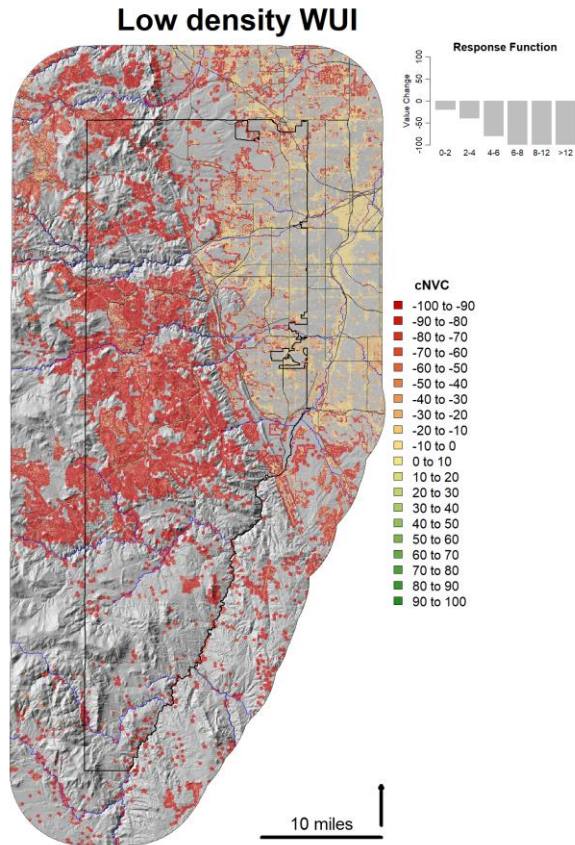 Low density WUI
Response Function
Value Change
100
50
0
-50
-100
0-2 2-4 4-6 6-8 8-12 >12
cNVC
-100 to -90
-90 to -80
-80 to -70
-70 to -60
-60 to -50
-50 to -40
-40 to -30
-30 to -20
-20 to -10
-10 to 0
0 to 10
10 to 20
20 to 30
30 to 40
40 to 50
50 to 60
60 to 70
70 to 80
80 to 90
90 to 100
10 miles